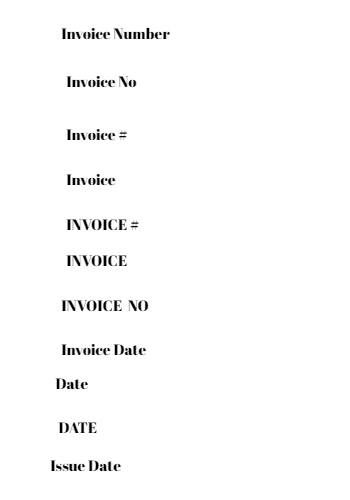 Invoice Number
Invoice No
Invoice #
Invoice
INVOICE #
INVOICE
INVOICE NO
Invoice Date
Date
DATE
Issue Date